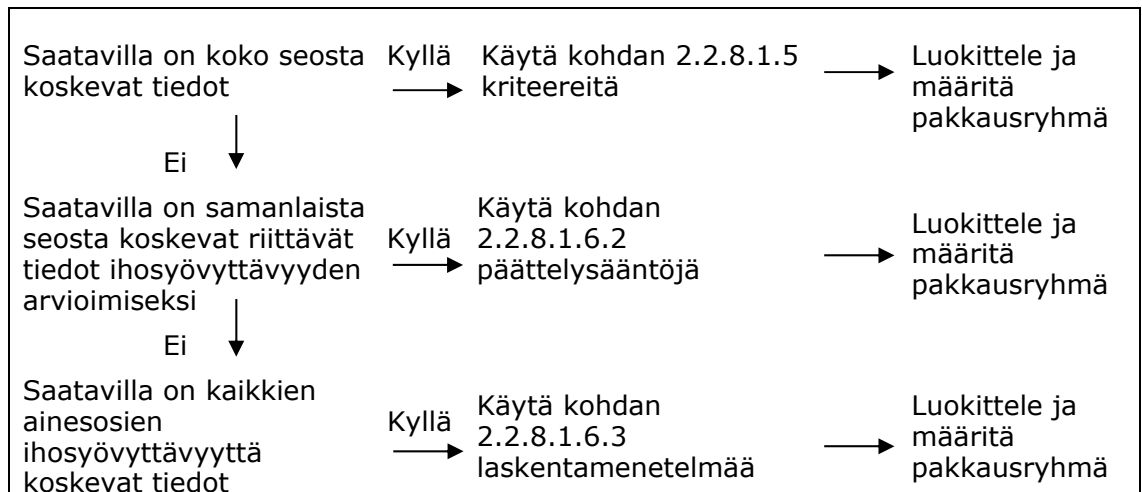 Saatavilla on koko seosta
koskevat tiedot
Kyllä
Käytä kohdan 2.2.8.1.5
kriteereitä
Luokittele ja
määritä
pakkausryhmä
Ei
Saatavilla on samanlaista
seosta koskevat riittävät
tiedot ihosyövyttävyyden
arvioimiseksi
Kyllä
Käytä kohdan
2.2.8.1.6.2
päättelysääntöjä
Luokittele ja
määritä
pakkausryhmä
Ei
Saatavilla on kaikkien
ainesosien
ihosyövyttävyyttä
koskevat tiedot
Kyllä
Käytä kohdan
2.2.8.1.6.3
laskentamenetelmää
Luokittele ja
määritä
pakkausryhmä